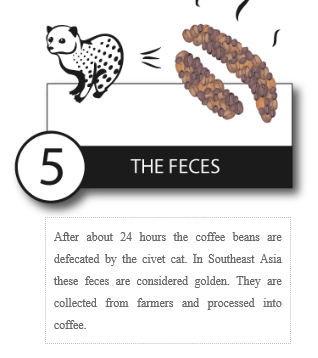 5
THE FECES
After about 24 hours the coffee beans are
defecated by the civet cat. In Southeast Asia
these feces are considered golden. They are
collected from farmers and processed into
coffee.